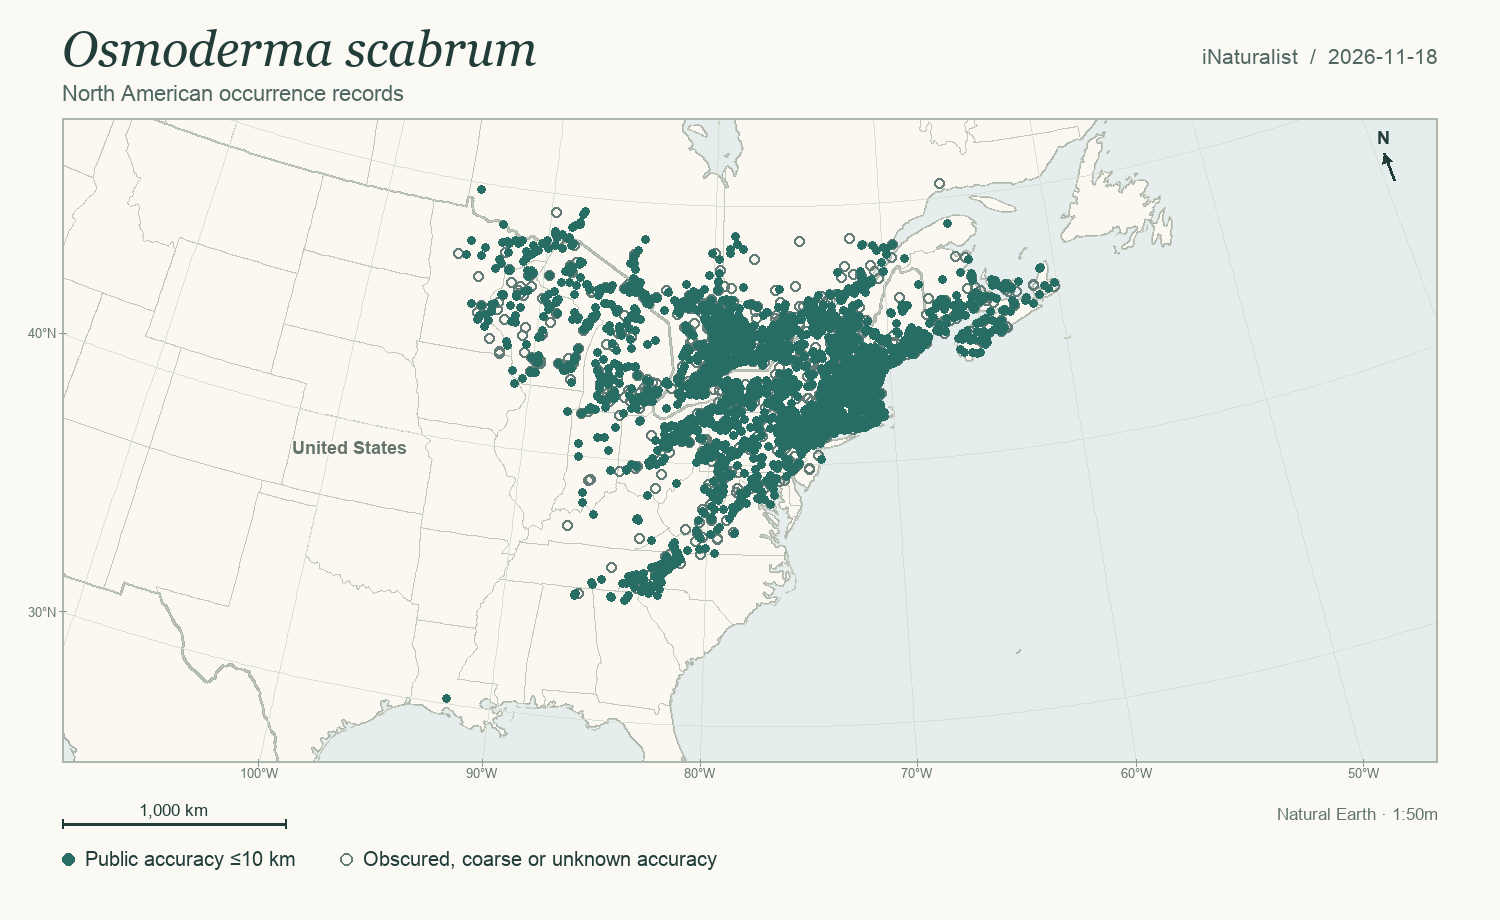 Osmoderma scabrum
iNaturalist / 2026-11-18
North American occurrence records
N
40°N
United States
30°N
100°W 90°W 80°W 70°W 60°W 50°W
1,000 km
Natural Earth · 1:50m
Public accuracy ≤10 km
Obscured, coarse or unknown accuracy